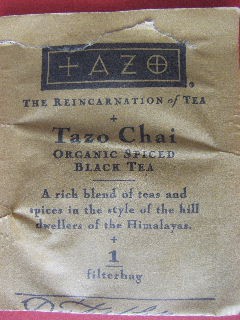 TAZO®
THE REINCARNATION of TEA
+
Tazo Chai
ORGANIC SPICED
BLACK TEA
A rich blend of teas and
spices in the style of the hill
dwellers of the Himalayas.
+
1
filterbag